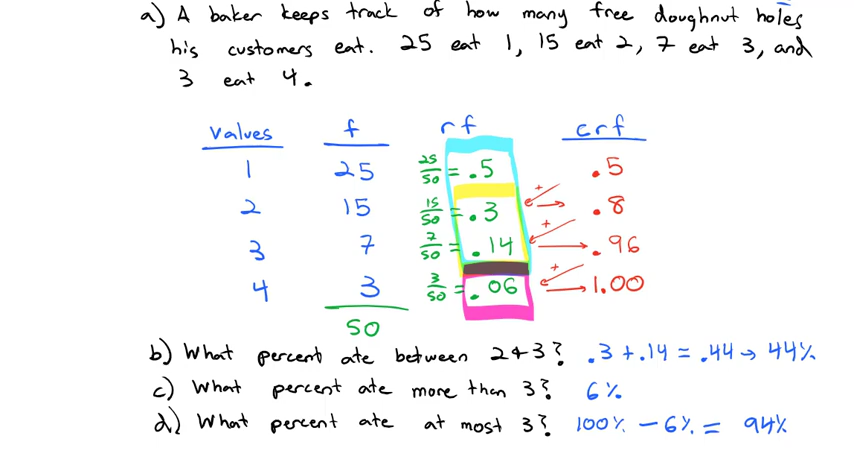 a) A baker keeps track of how many free doughnut holes
his customers eat. 25 eat 1, 15 eat 2, 7 eat 3, and
3 eat 4.
values f rf crf
1 25 25/50 = .5 .5
2 15 15/50 = .3 + .8
3 7 7/50 = .14 + .96
4 3 3/50 = .06 + 1.00
50
b) What percent ate between 2 & 3? .3 + .14 = .44 → 44%
c) What percent ate more than 3? 6%
d) What percent ate at most 3? 100% - 6% = 94%